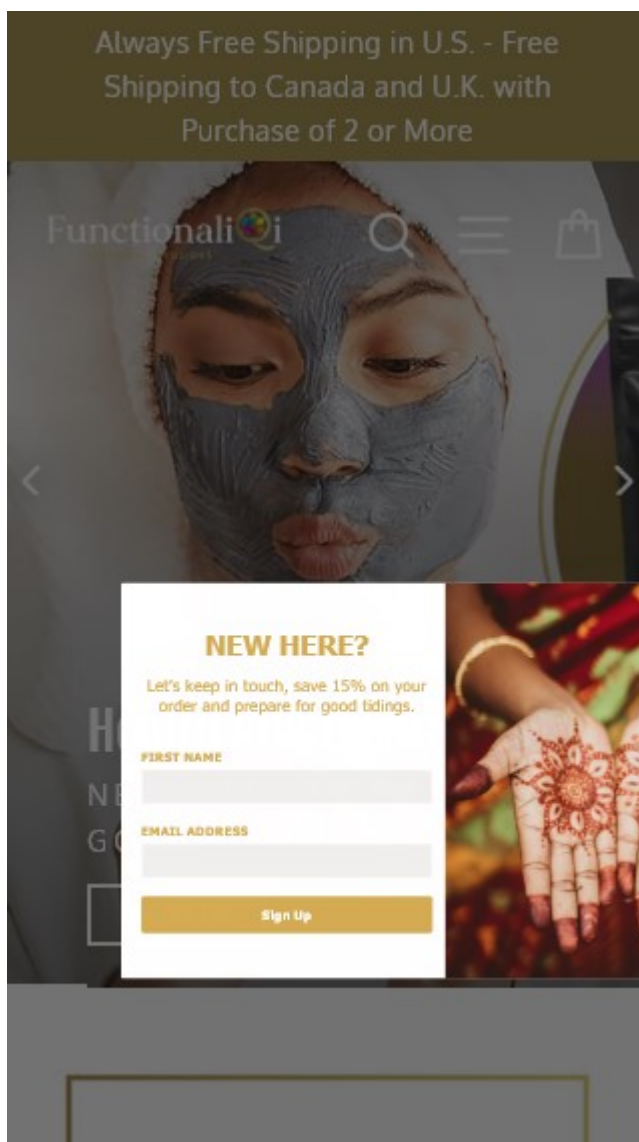 Always Free Shipping in U.S. - Free
Shipping to Canada and U.K. with
Purchase of 2 or More
FunctionaliQi
NEW HERE?
Let's keep in touch, save 15% on your
order and prepare for good tidings.
FIRST NAME
EMAIL ADDRESS
Sign Up